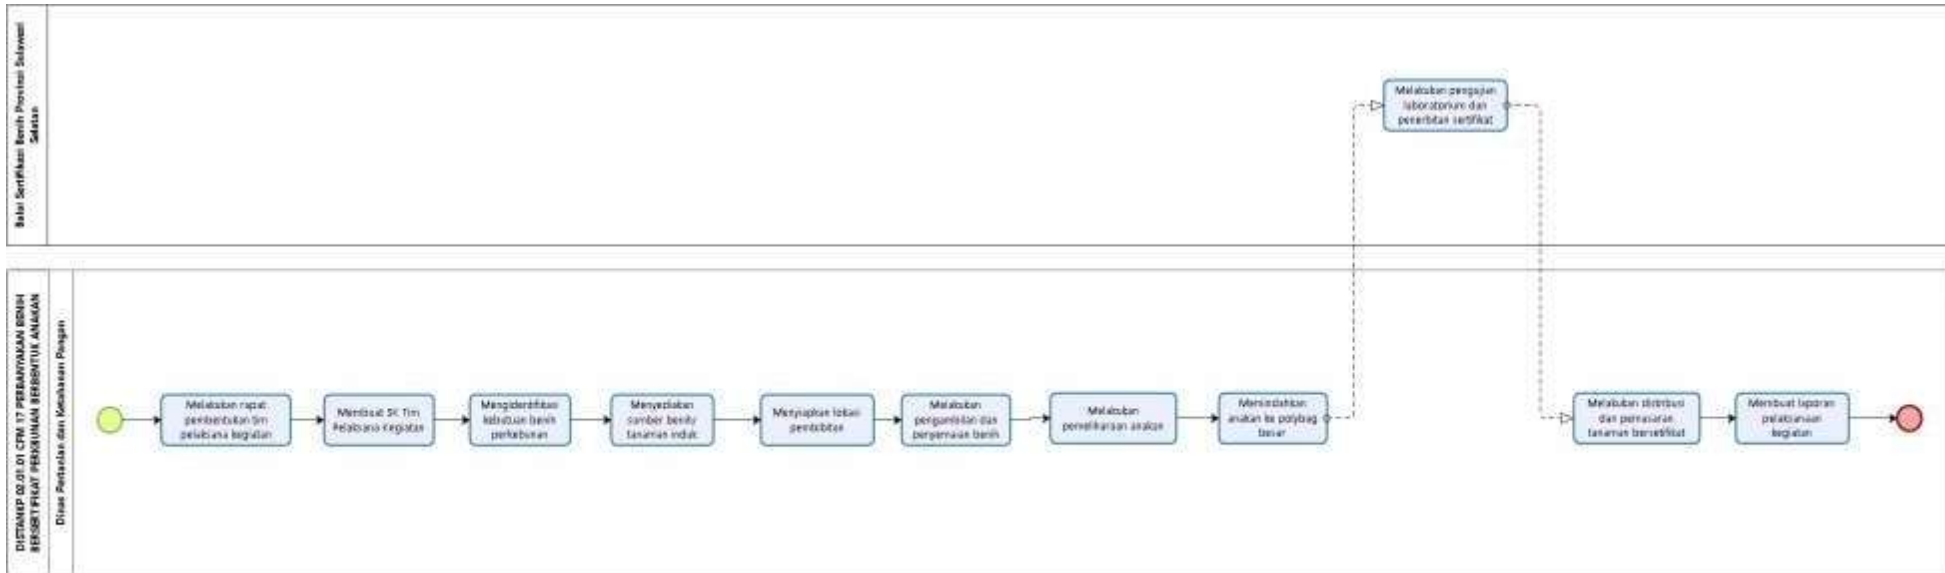 Balai Sertifikasi Benih Provinsi Sulawesi
Selatan
Melakukan pengujian
laboratorium dan
penerbitan sertifikat
DISTANKP 02.01.01 CFM 17 PERBANYAKAN BENIH
BERSERTIFIKAT PERKEBUNAN BERBENTUK ANAKAN
Dinas Pertanian dan Ketahanan Pangan
Melakukan rapat
pembentukan tim
pelaksana kegiatan
Membuat SK Tim
Pelaksana Kegiatan
Mengidentifikasi
kebutuan benih
perkebunan
Menyediakan
sumber benih/
tanaman induk
Menyiapkan lokasi
pembibitan
Melakukan
pengambilan dan
penyemaian benih
Melakukan
pemeliharaan anakan
Memindahkan
anakan ke polybag
besar
Melakukan distribusi
dan pemasaran
tanaman bersetifikat
Membuat laporan
pelaksanaan
kegiatan